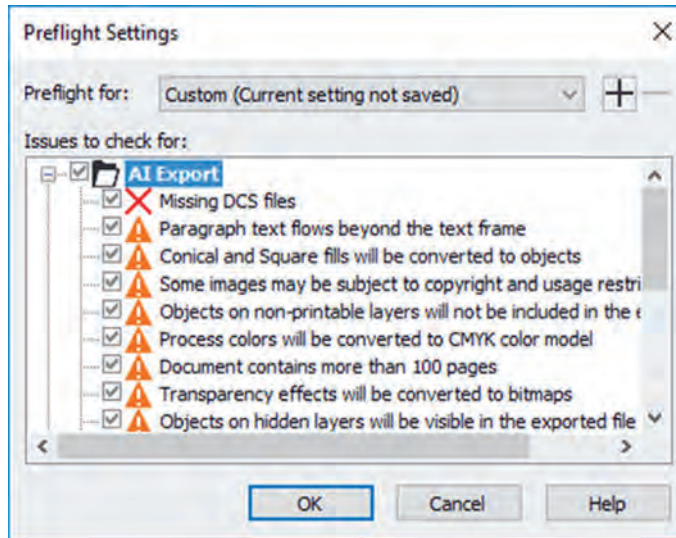 Preflight Settings
Preflight for: Custom (Current setting not saved)
Issues to check for:
AI Export
Missing DCS files
Paragraph text flows beyond the text frame
Conical and Square fills will be converted to objects
Some images may be subject to copyright and usage restri
Objects on non-printable layers will not be included in the e
Process colors will be converted to CMYK color model
Document contains more than 100 pages
Transparency effects will be converted to bitmaps
Objects on hidden layers will be visible in the exported file
OK Cancel Help